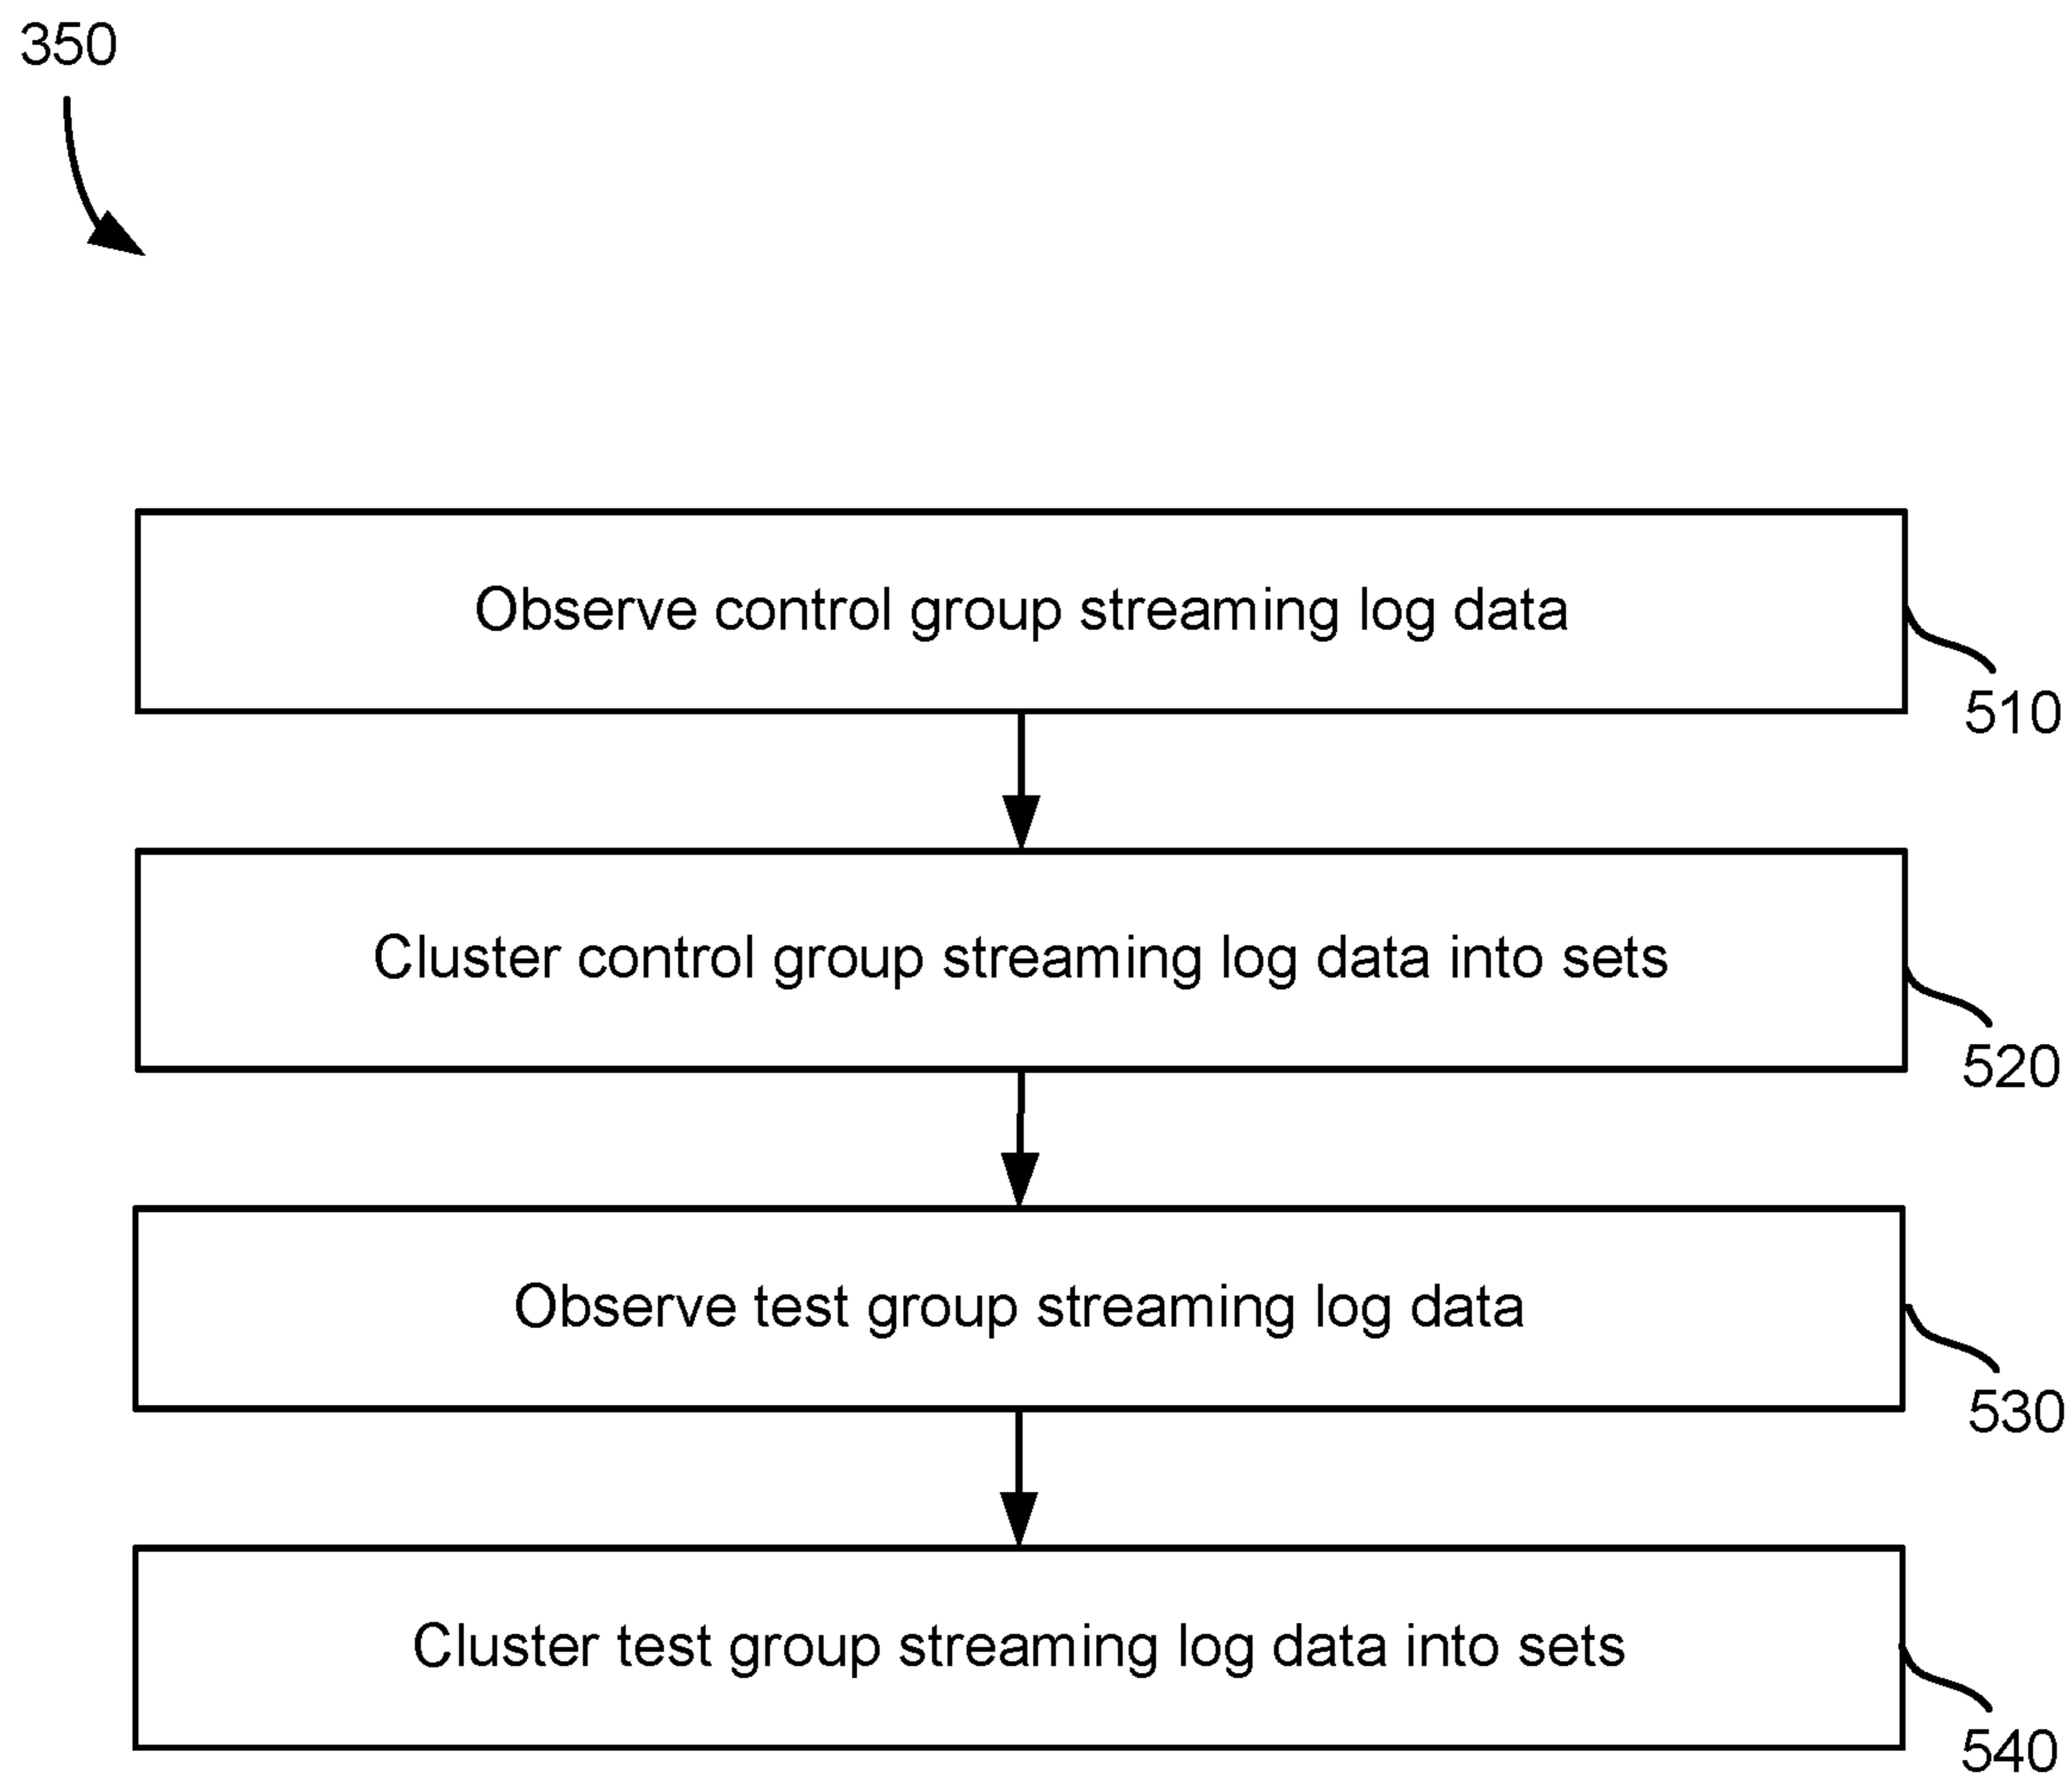 350
Observe control group streaming log data
510
Cluster control group streaming log data into sets
520
Observe test group streaming log data
530
Cluster test group streaming log data into sets
540